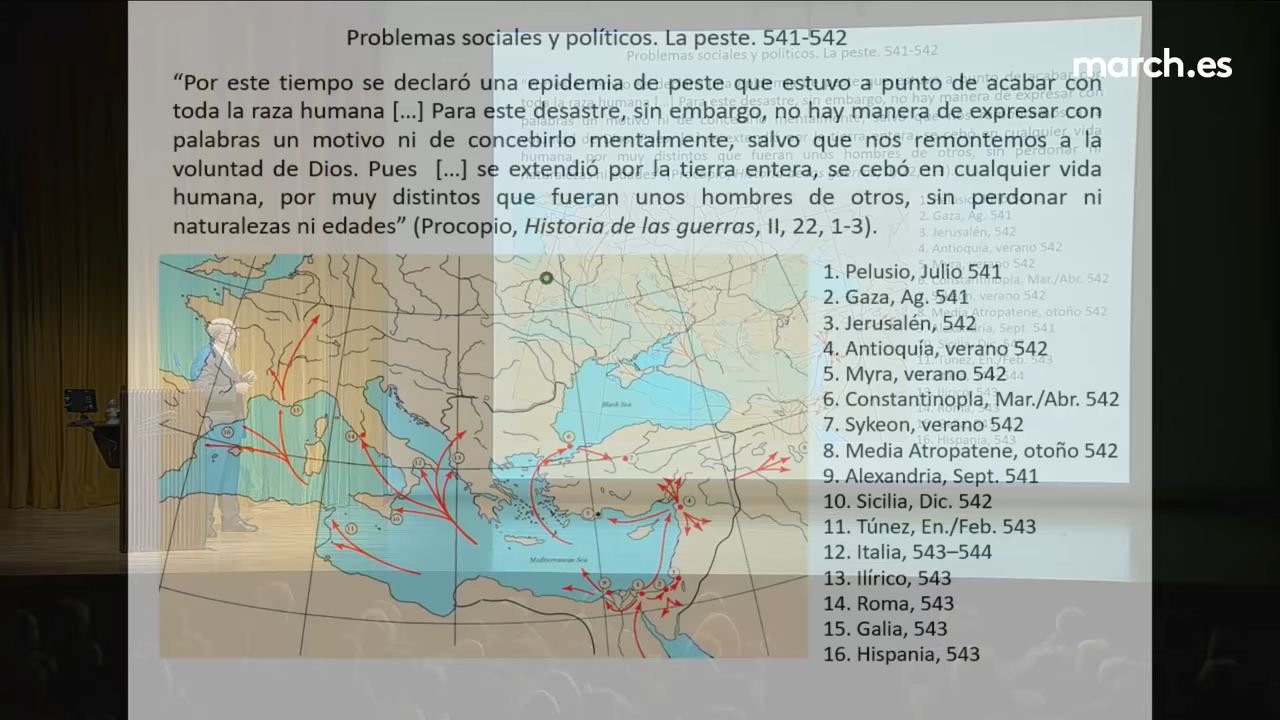 Problemas sociales y políticos. La peste. 541-542
march.es
“Por este tiempo se declaró una epidemia de peste que estuvo a punto de acabar con
toda la raza humana [...] Para este desastre, sin embargo, no hay manera de expresar con
palabras un motivo ni de concebirlo mentalmente, salvo que nos remontemos a la
voluntad de Dios. Pues [...] se extendió por la tierra entera, se cebó en cualquier vida
humana, por muy distintos que fueran unos hombres de otros, sin perdonar ni
naturalezas ni edades” (Procopio, Historia de las guerras, II, 22, 1-3).
1. Pelusio, Julio 541
2. Gaza, Ag. 541
3. Jerusalén, 542
4. Antioquía, verano 542
5. Myra, verano 542
6. Constantinopla, Mar./Abr. 542
7. Sykeon, verano 542
8. Media Atropatene, otoño 542
9. Alexandria, Sept. 541
10. Sicilia, Dic. 542
11. Túnez, En./Feb. 543
12. Italia, 543–544
13. Ilírico, 543
14. Roma, 543
15. Galia, 543
16. Hispania, 543
Black Sea
Mediterranean Sea